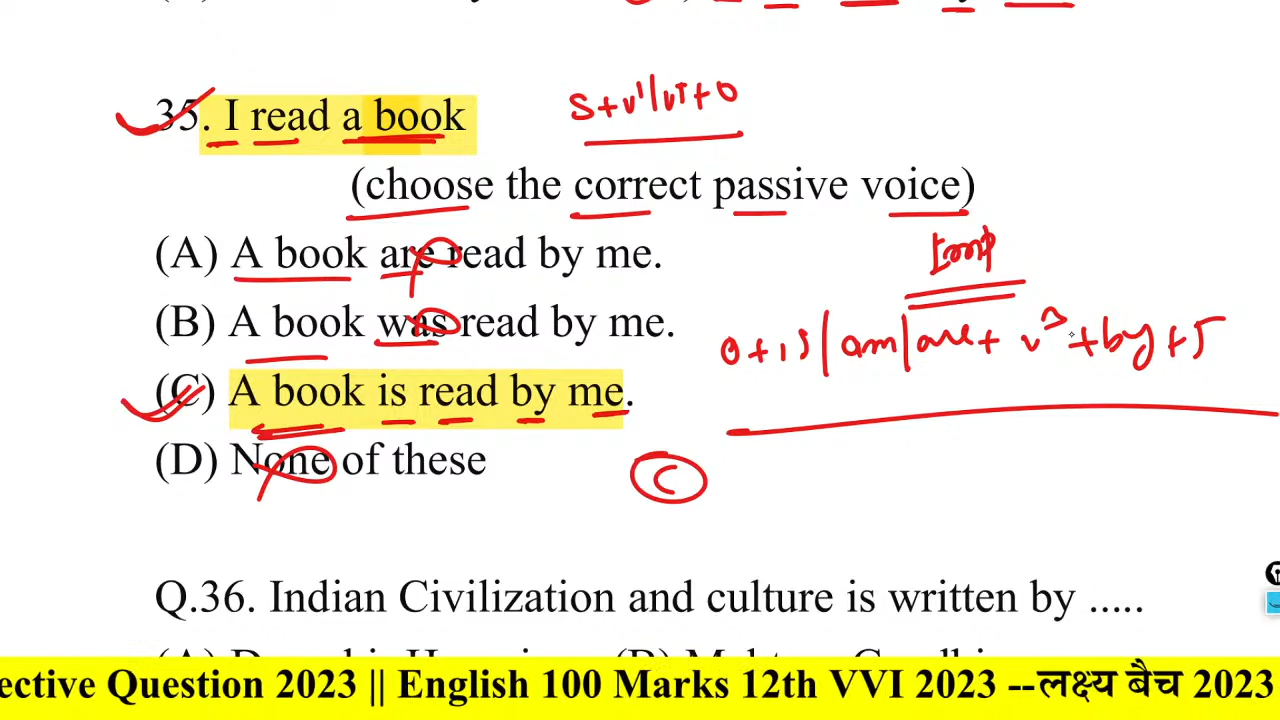 35. I read a book
S+v¹/v⁵+O
(choose the correct passive voice)
(A) A book are read by me.
(B) A book was read by me.
O+is/am/are+v³+by+S
(C) A book is read by me.
(D) None of these
C
Q.36. Indian Civilization and culture is written by .....
ective Question 2023 || English 100 Marks 12th VVI 2023 --लक्ष्य बैच 2023